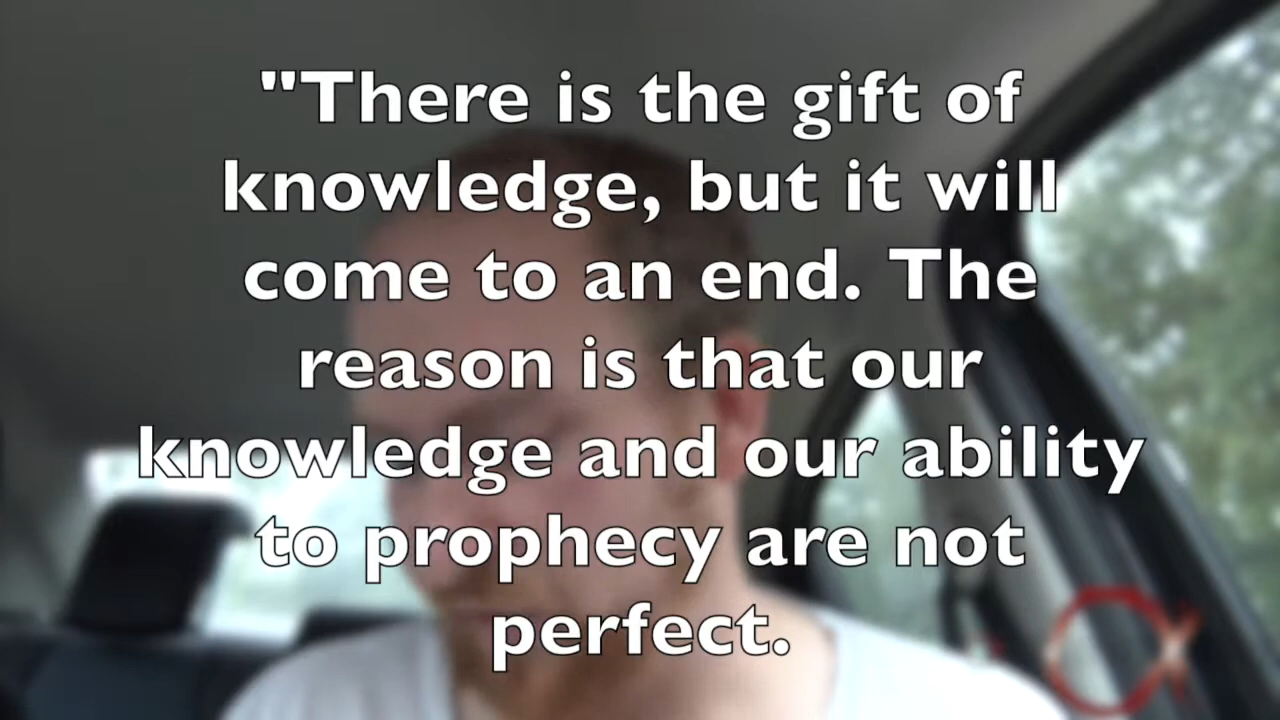 "There is the gift of
knowledge, but it will
come to an end. The
reason is that our
knowledge and our ability
to prophecy are not
perfect.